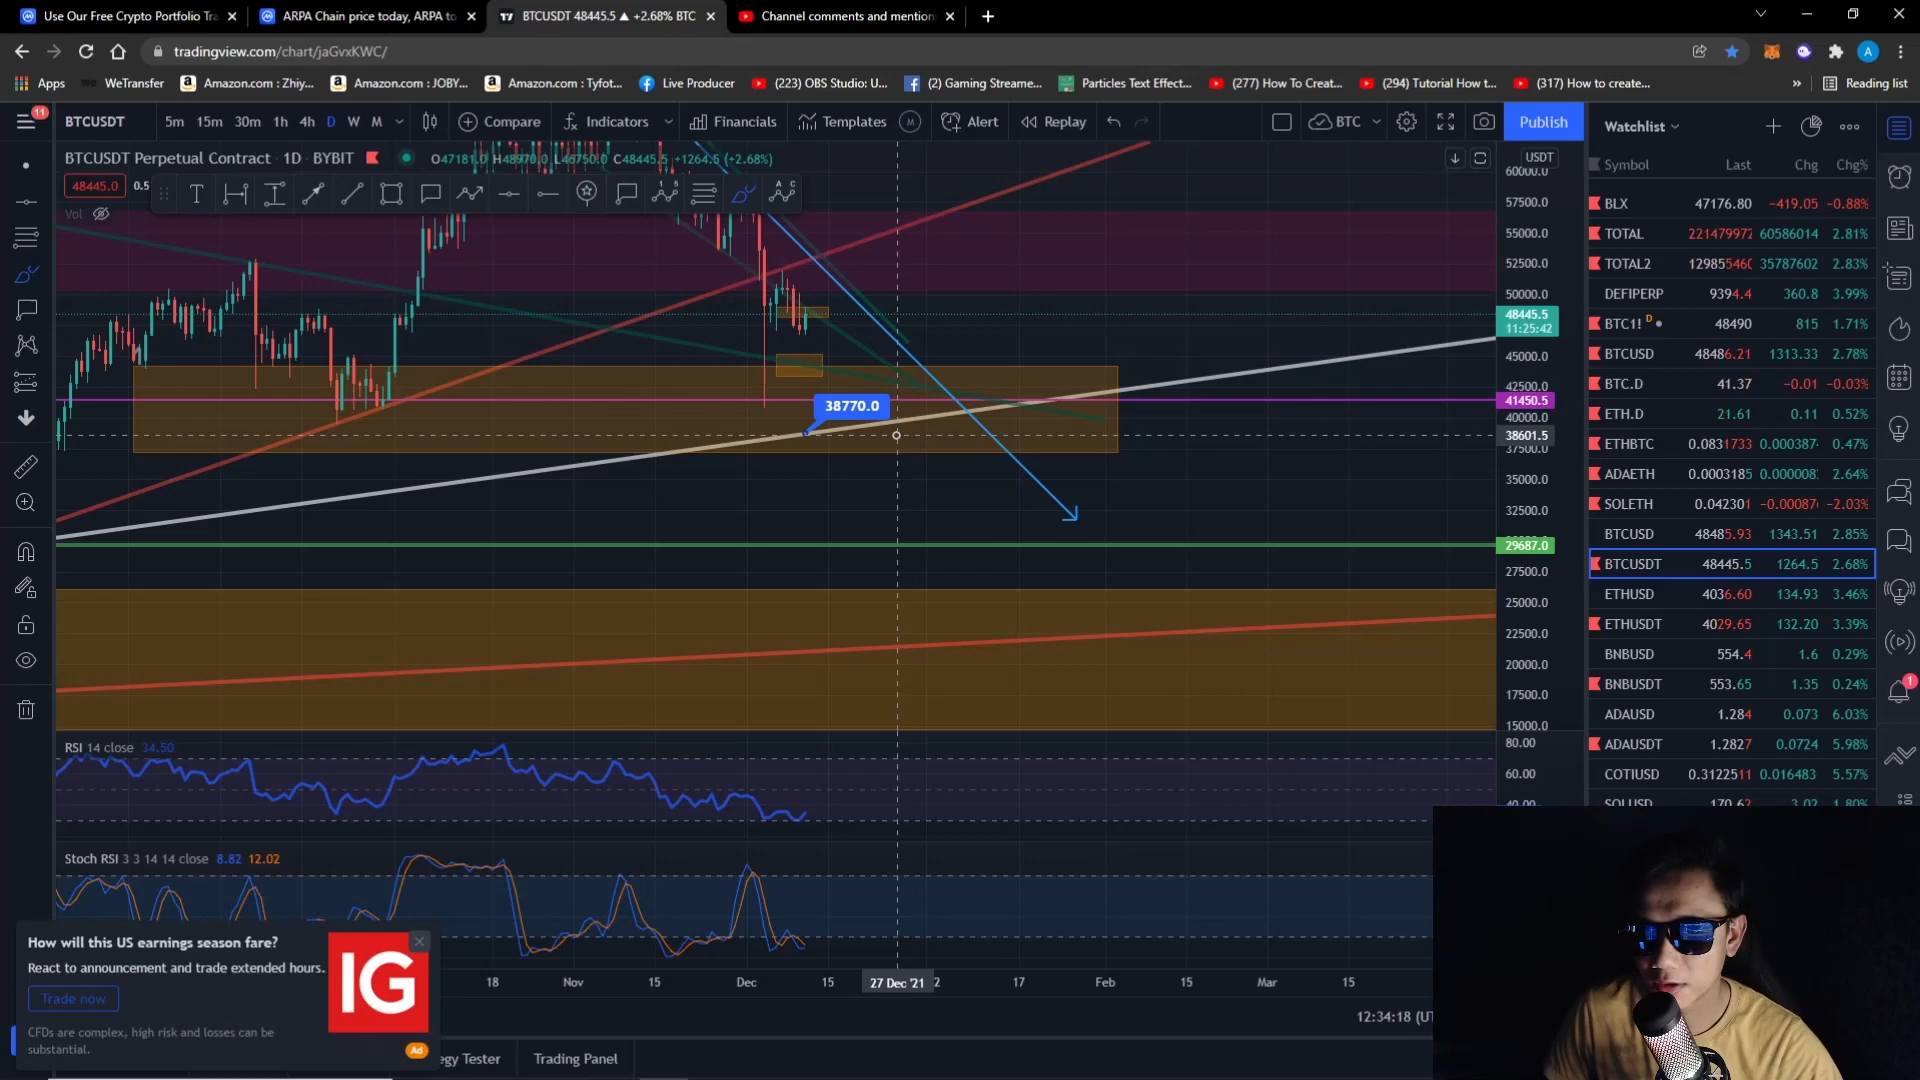 Use Our Free Crypto Portfolio Tra
ARPA Chain price today, ARPA to
BTCUSDT 48445.5 ▲ +2.68% BTC
Channel comments and mention
tradingview.com/chart/jaGvxKWC/
Apps
WeTransfer
Amazon.com : Zhiy...
Amazon.com : JOBY...
Amazon.com : Tyfot...
Live Producer
(223) OBS Studio: U...
(2) Gaming Streame...
Particles Text Effect...
(277) How To Creat...
(294) Tutorial How t...
(317) How to create...
Reading list
11
BTCUSDT
5m 15m 30m 1h 4h D W M
Compare
Indicators
Financials
Templates
Alert
Replay
BTC
Publish
BTCUSDT Perpetual Contract 1D BYBIT
O47181.0 H48970.0 L46750.0 C48445.5 +1264.5 (+2.68%)
48445.0 0.5
Vol
USDT
60000.0
57500.0
55000.0
52500.0
50000.0
48445.5
11:25:42
45000.0
42500.0
41450.5
40000.0
38601.5
37500.0
35000.0
32500.0
29687.0
27500.0
25000.0
22500.0
20000.0
17500.0
15000.0
38770.0
RSI 14 close 34.50
80.00
60.00
40.00
Stoch RSI 3 3 14 14 close 8.82 12.02
18 Nov 15 Dec 15 27 Dec '21 2 17 Feb 15 Mar 15
12:34:18 (UT
egy Tester
Trading Panel
How will this US earnings season fare?
React to announcement and trade extended hours.
Trade now
CFDs are complex, high risk and losses can be
substantial.
IG
Ad
Watchlist
Symbol Last Chg Chg%
BLX 47176.80 −419.05 −0.88%
TOTAL 221479972 60586014 2.81%
TOTAL2 12985546 35787602 2.83%
DEFIPERP 9394.4 360.8 3.99%
BTC1! D 48490 815 1.71%
BTCUSD 48486.21 1313.33 2.78%
BTC.D 41.37 −0.01 −0.03%
ETH.D 21.61 0.11 0.52%
ETHBTC 0.0831733 0.000387 0.47%
ADAETH 0.0003185 0.000008 2.64%
SOLETH 0.042301 −0.00087 −2.03%
BTCUSD 48485.93 1343.51 2.85%
BTCUSDT 48445.5 1264.5 2.68%
ETHUSD 4036.60 134.93 3.46%
ETHUSDT 4029.65 132.20 3.39%
BNBUSD 554.4 1.6 0.29%
BNBUSDT 553.65 1.35 0.24%
ADAUSD 1.284 0.073 6.03%
ADAUSDT 1.2827 0.0724 5.98%
COTIUSD 0.3122511 0.016483 5.57%
SOLUSD 170.62 3.02 1.80%
1